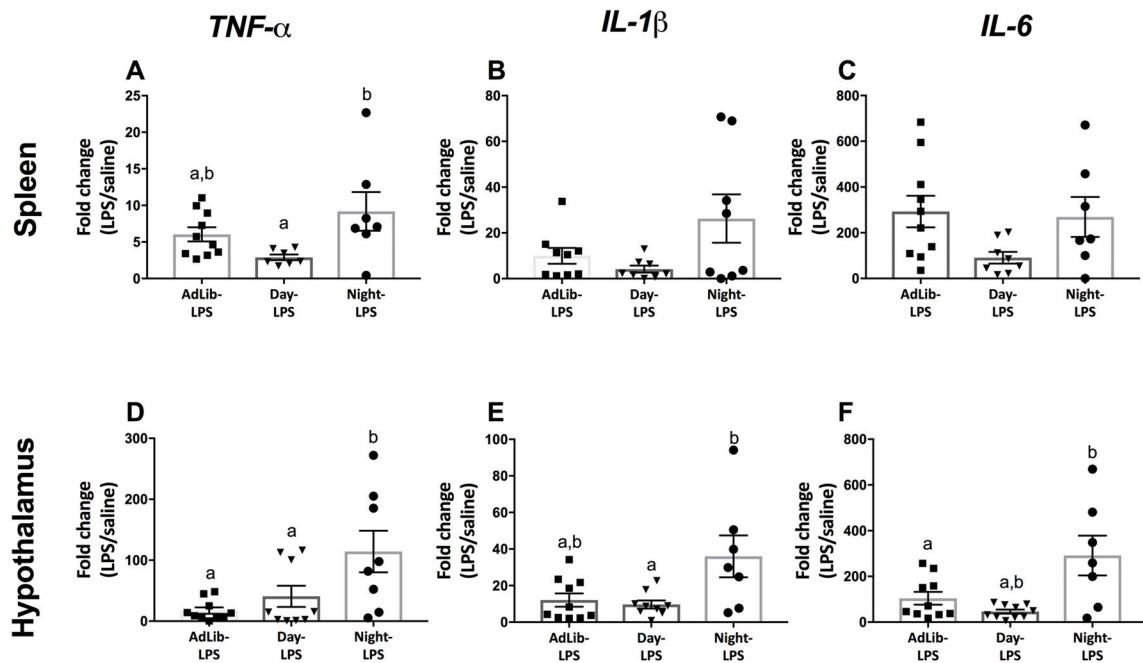 TNF-α IL-1β IL-6
Spleen
A
b
a,b
a
Fold change
(LPS/saline)
25
20
15
10
5
0
AdLib-
LPS
Day-
LPS
Night-
LPS
B
Fold change
(LPS/saline)
80
60
40
20
0
AdLib-
LPS
Day-
LPS
Night-
LPS
C
Fold change
(LPS/saline)
800
600
400
200
0
AdLib-
LPS
Day-
LPS
Night-
LPS
Hypothalamus
D
b
a
a
Fold change
(LPS/saline)
300
200
100
0
AdLib-
LPS
Day-
LPS
Night-
LPS
E
b
a,b
a
Fold change
(LPS/saline)
100
80
60
40
20
0
AdLib-
LPS
Day-
LPS
Night-
LPS
F
b
a
a,b
Fold change
(LPS/saline)
800
600
400
200
0
AdLib-
LPS
Day-
LPS
Night-
LPS